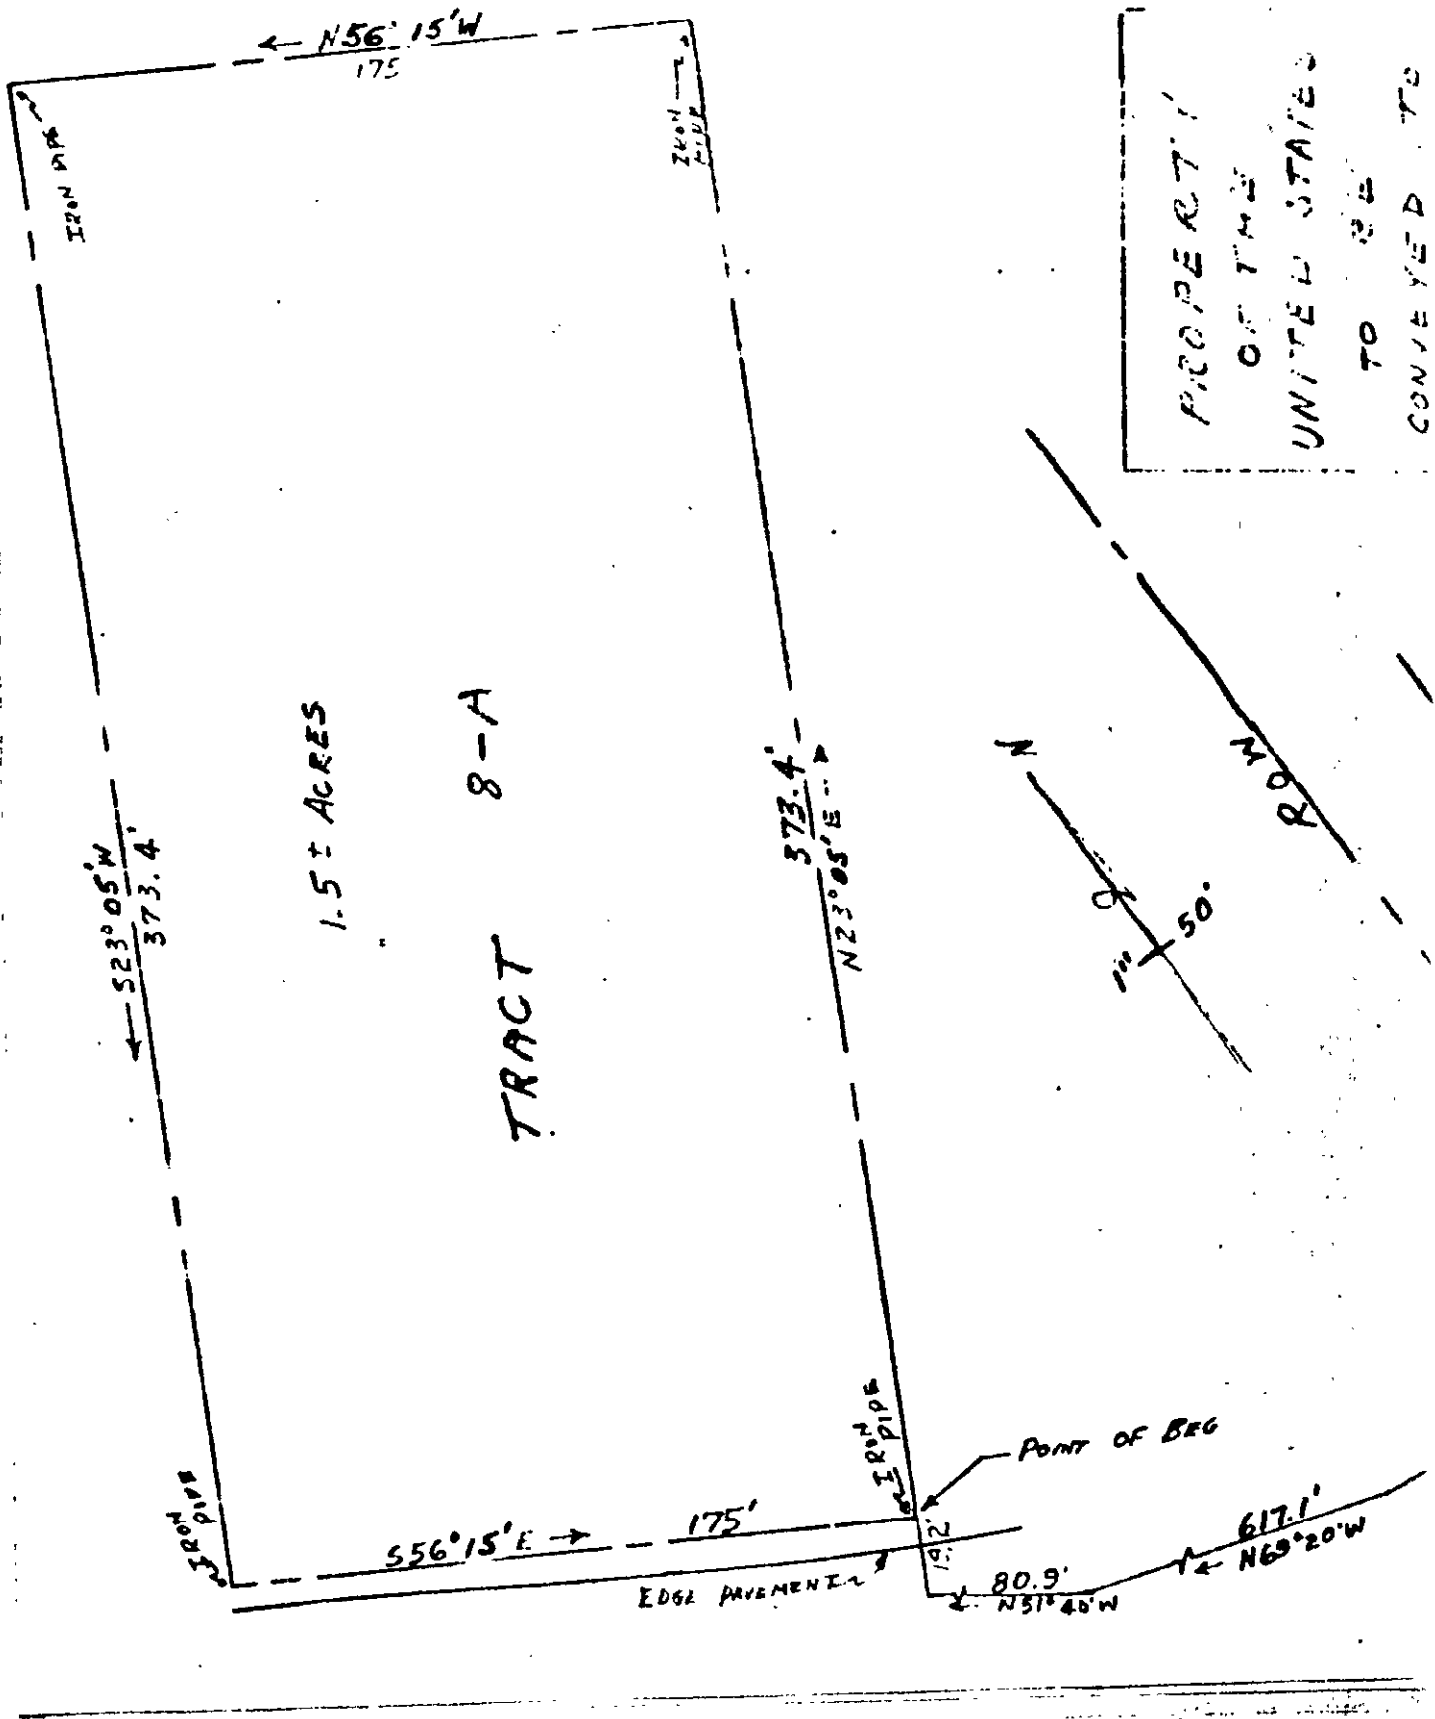 ← N56° 15' W
175
IRON PIPE
IRON
PIPE
PROPERTY
OF THE
UNITED STATES
TO BE
CONVEYED TO
← S23° 05' W
373.4'
1.5 ± ACRES
TRACT 8-A
373.4'
N23° 05' E →
N
1" 50'
ROW
IRON
PIPE
IRON
PIPE
POINT OF BEG
S56° 15' E → 175'
EDGE PAVEMENT
19.2'
80.9'
N51° 40' W
617.1'
← N69° 20' W